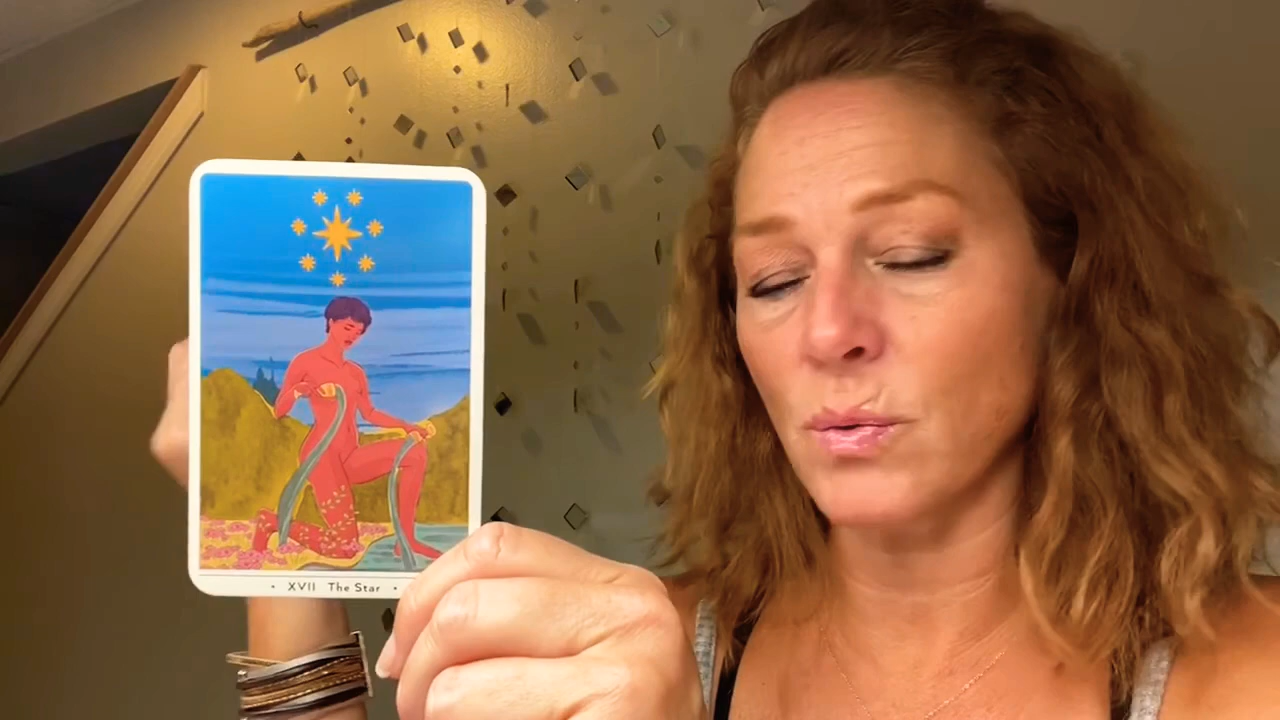 • XVII The Star •